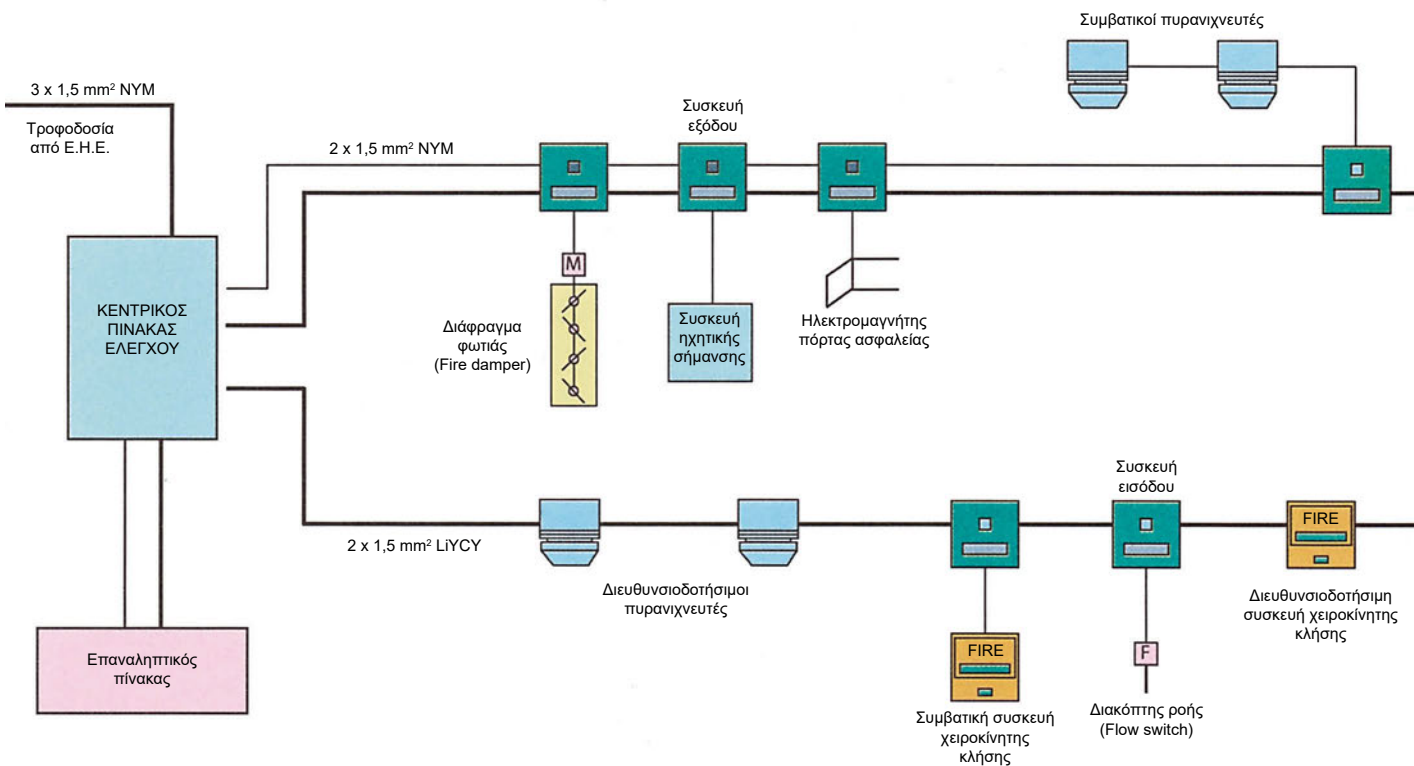 Συμβατικοί πυρανιχνευτές
3 x 1,5 mm² NYM
Τροφοδοσία
από Ε.Η.Ε.
2 x 1,5 mm² NYM
Συσκευή
εξόδου
ΚΕΝΤΡΙΚΟΣ
ΠΙΝΑΚΑΣ
ΕΛΕΓΧΟΥ
M
Διάφραγμα
φωτιάς
(Fire damper)
Συσκευή
ηχητικής
σήμανσης
Ηλεκτρομαγνήτης
πόρτας ασφαλείας
2 x 1,5 mm² LiYCY
Διευθυνσιοδοτήσιμοι
πυρανιχνευτές
Συσκευή
εισόδου
FIRE
Διευθυνσιοδοτήσιμη
συσκευή χειροκίνητης
κλήσης
Επαναληπτικός
πίνακας
FIRE
Συμβατική συσκευή
χειροκίνητης
κλήσης
F
Διακόπτης ροής
(Flow switch)